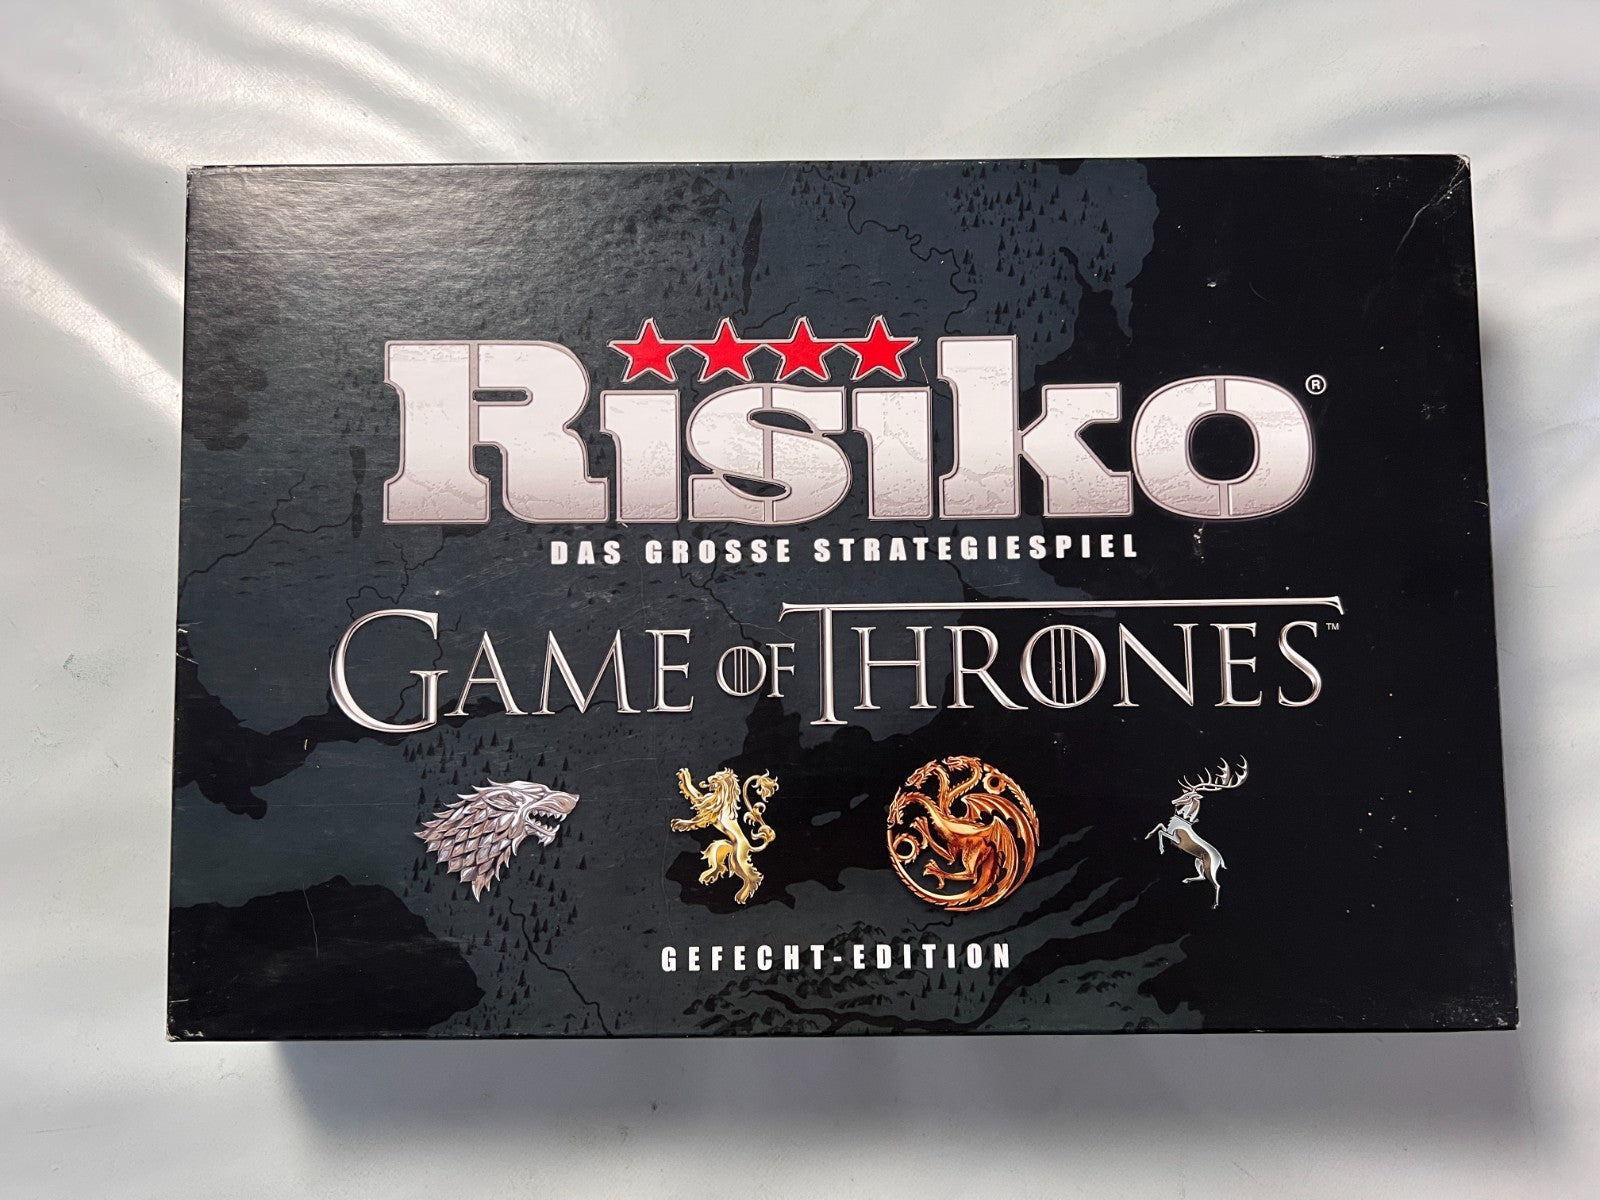 Risiko®
DAS GROSSE STRATEGIESPIEL
GAME OF THRONES™
GEFECHT-EDITION